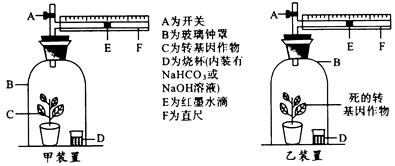 A
E
F
B
C
D
甲装置
A为开关
B为玻璃钟罩
C为转基因作物
D为烧杯(内装有
NaHCO₃或
NaOH溶液)
E为红墨水滴
F为直尺
A
E
F
B
死的转
基因作物
D
乙装置